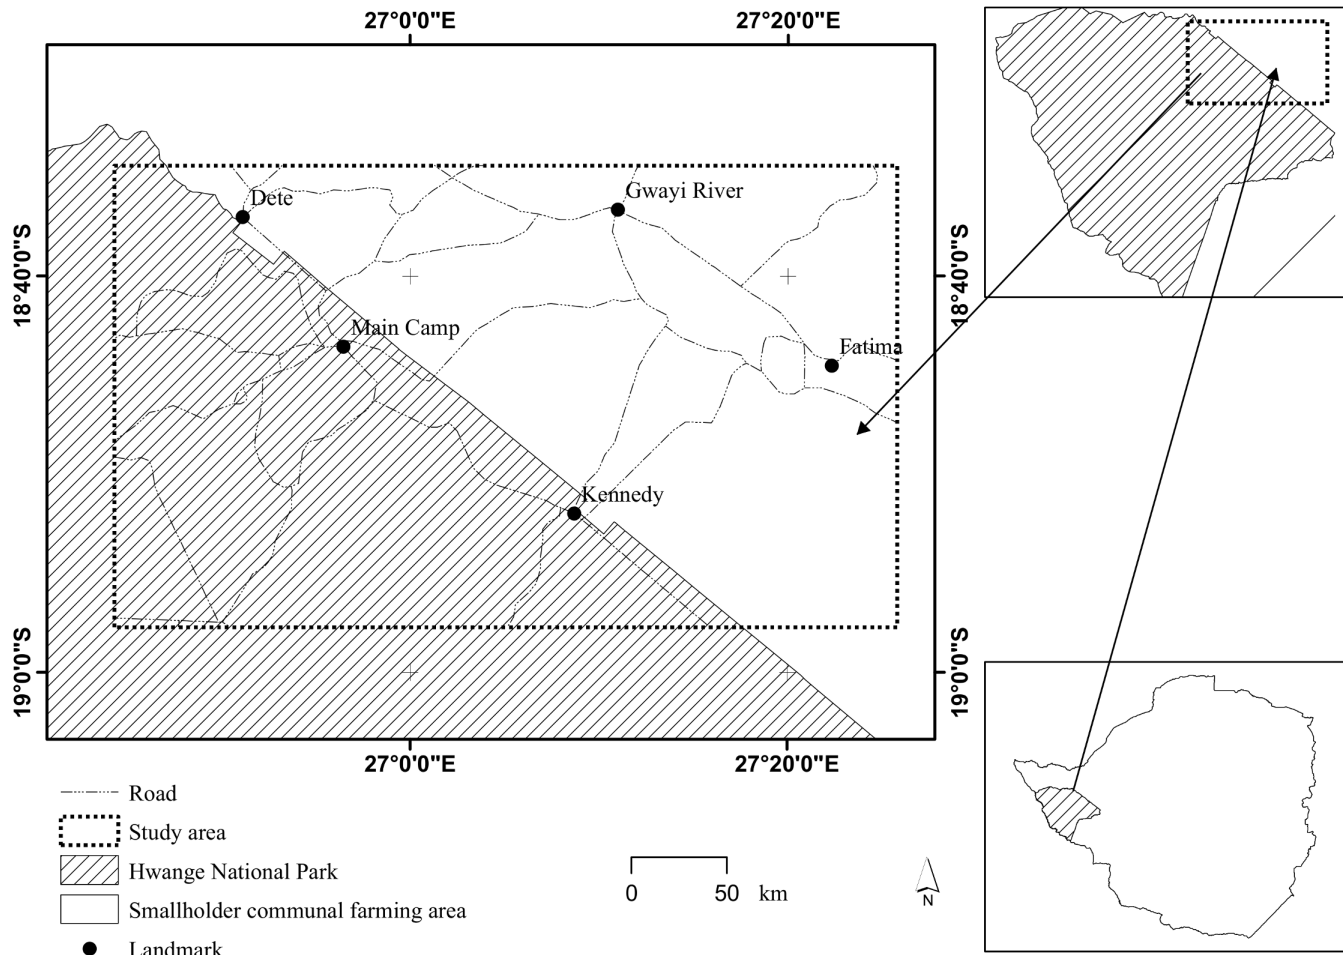 27°0'0"E
27°20'0"E
Dete
Gwayi River
18°40'0"S
18°40'0"S
Main Camp
Fatima
Kennedy
19°0'0"S
19°0'0"S
27°0'0"E
27°20'0"E
Road
Study area
Hwange National Park
Smallholder communal farming area
Landmark
0 50 km
N